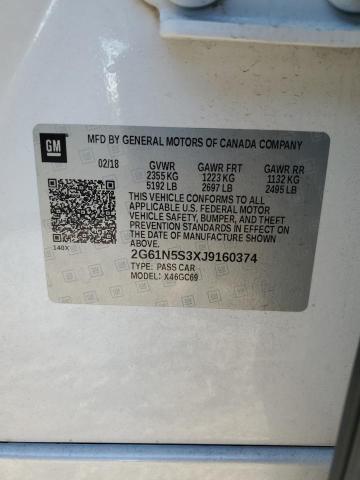 GM
MFD BY GENERAL MOTORS OF CANADA COMPANY
02/18 GVWR GAWR FRT GAWR RR
2355 KG 1223 KG 1132 KG
5192 LB 2697 LB 2495 LB
THIS VEHICLE CONFORMS TO ALL
APPLICABLE U.S. FEDERAL MOTOR
VEHICLE SAFETY, BUMPER, AND THEFT
PREVENTION STANDARDS IN EFFECT ON
THE DATE OF MANUFACTURE SHOWN
ABOVE.
140X
2G61N5S3XJ9160374
TYPE: PASS CAR
MODEL: X46GC69